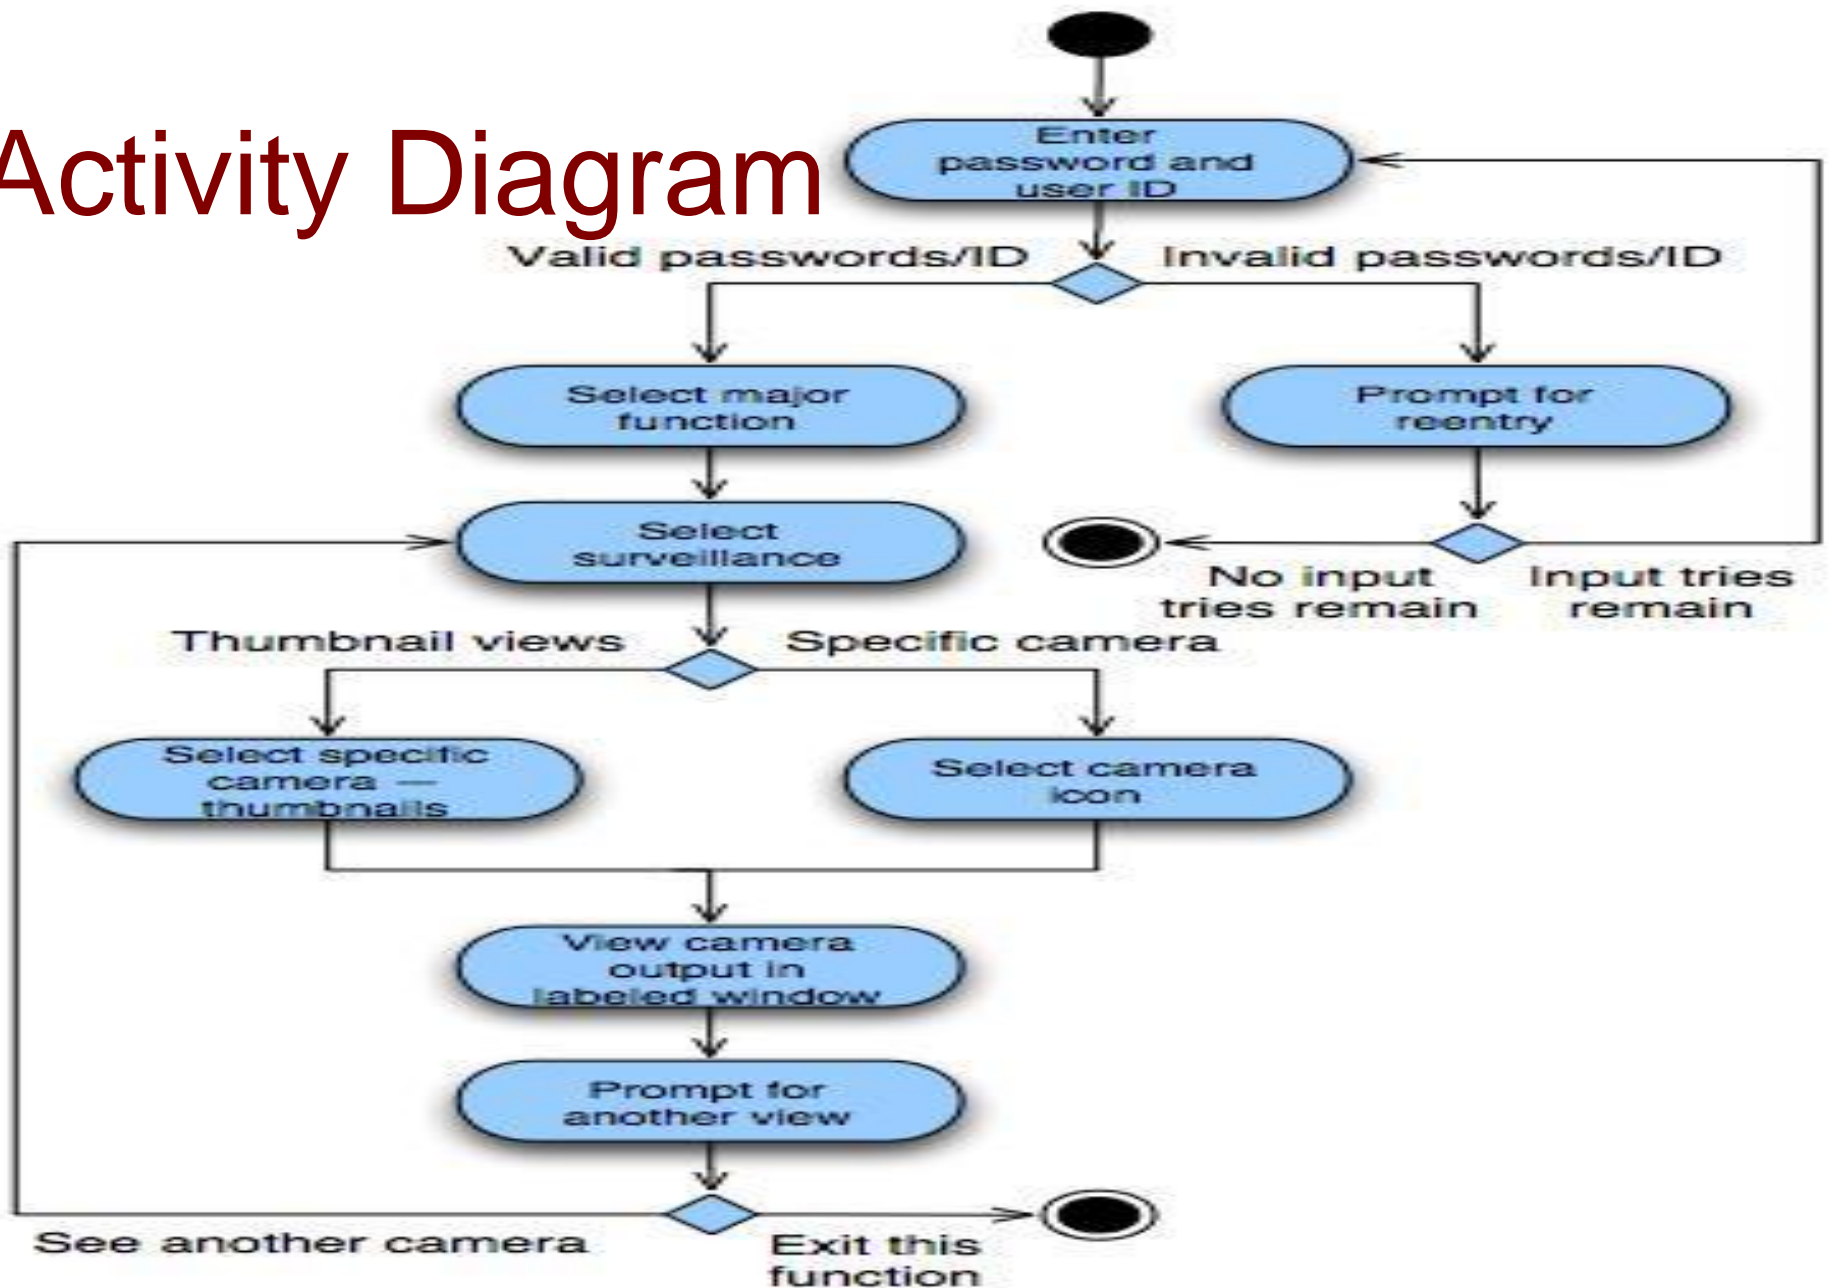 Activity Diagram
Enter
password and
user ID
Valid passwords/ID
Invalid passwords/ID
Select major
function
Prompt for
reentry
Select
surveillance
No input
tries remain
Input tries
remain
Thumbnail views
Specific camera
Select specific
camera —
thumbnails
Select camera
icon
View camera
output in
labeled window
Prompt for
another view
See another camera
Exit this
function